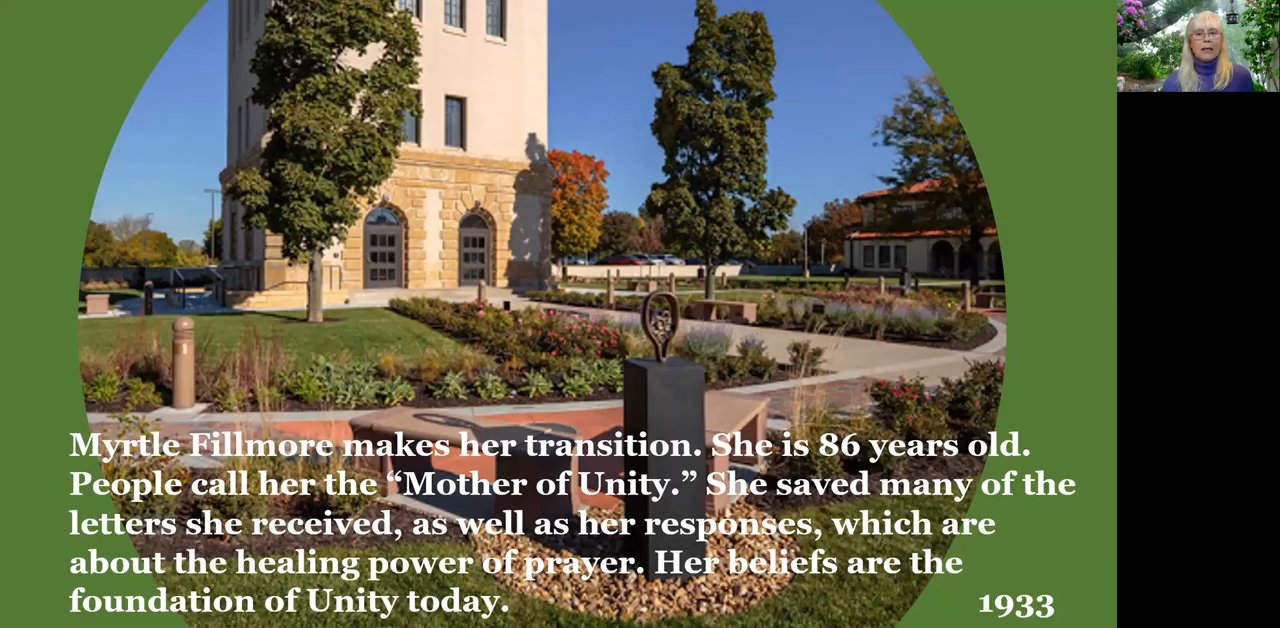 Myrtle Fillmore makes her transition. She is 86 years old.
People call her the “Mother of Unity.” She saved many of the
letters she received, as well as her responses, which are
about the healing power of prayer. Her beliefs are the
foundation of Unity today.
1933